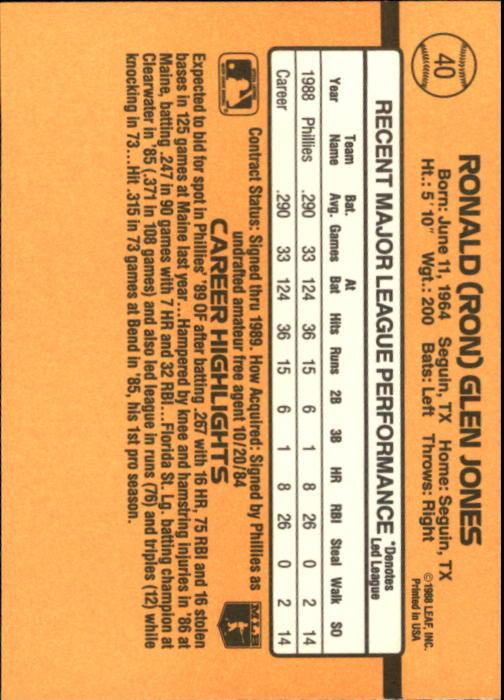 40
RONALD (RON) GLEN JONES
Born: June 11, 1964 Seguin, TX Home: Seguin, TX
Ht.: 5' 10" Wgt.: 200 Bats: Left Throws: Right
©1988 LEAF, INC.
Printed in USA
RECENT MAJOR LEAGUE PERFORMANCE *Denotes Led League
Year Team Name Bat. Avg. Games At Bat Hits Runs 2B 3B HR RBI Steal Walk SO
1988 Phillies .290 33 124 36 15 6 1 8 26 0 2 14
Career .290 33 124 36 15 6 1 8 26 0 2 14
Contract Status: Signed thru 1989. How Acquired: Signed by Phillies as
undrafted amateur free agent 10/20/84
MLB
CAREER HIGHLIGHTS
Expected to bid for spot in Phillies' '89 OF after batting .267 with 16 HR, 75 RBI and 16 stolen
bases in 125 games at Maine last year...Hampered by knee and hamstring injuries in '86 at
Maine, batting .247 in 90 games with 7 HR and 32 RBI...Florida St. Lg. batting champion at
Clearwater in '85 (.371 in 108 games) and also led league in runs (76) and triples (12) while
knocking in 73...Hit .315 in 73 games at Bend in '85, his 1st pro season.